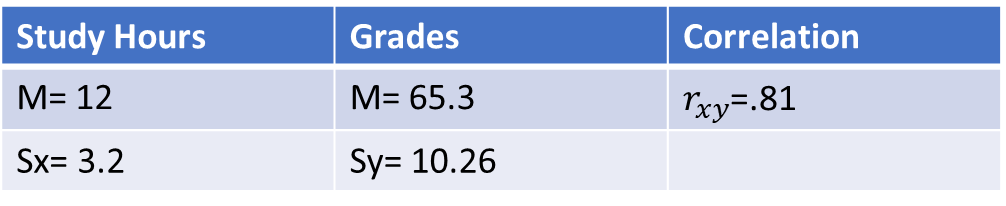 Study Hours Grades Correlation
M= 12 M= 65.3 rxy=.81
Sx= 3.2 Sy= 10.26